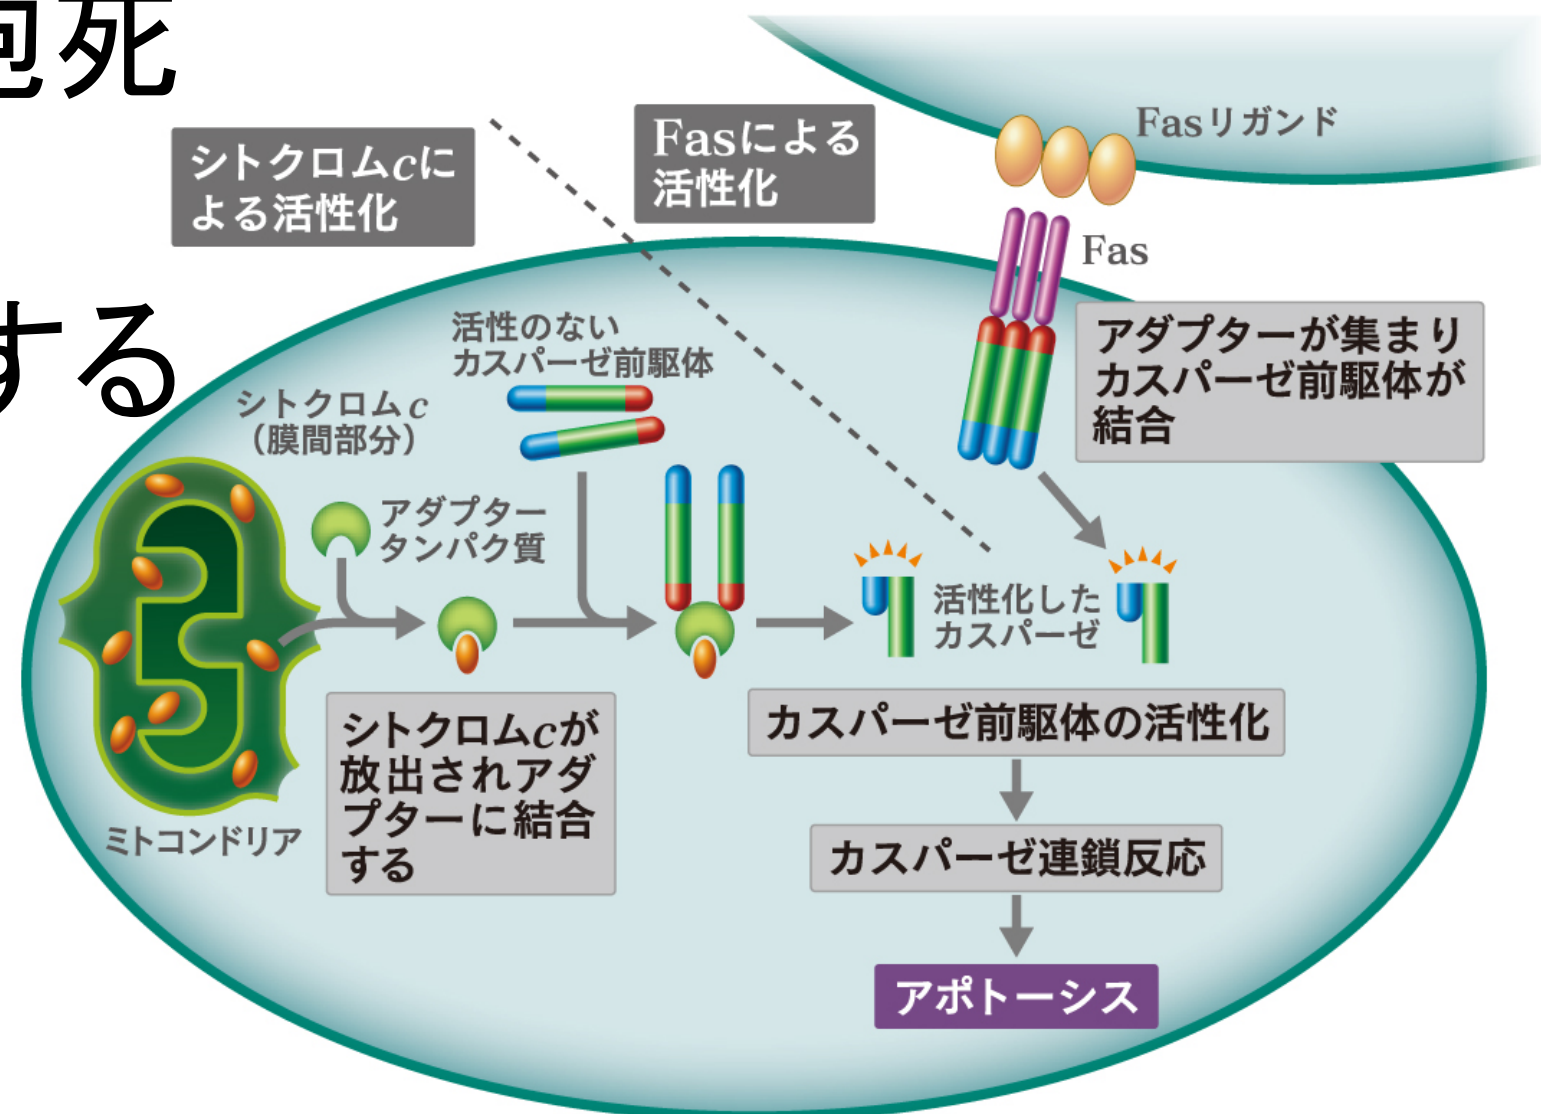 胞死
する
シトクロムcに
よる活性化
Fasによる
活性化
Fasリガンド
Fas
アダプターが集まり
カスパーゼ前駆体が
結合
活性のない
カスパーゼ前駆体
シトクロムc
（膜間部分）
アダプター
タンパク質
活性化した
カスパーゼ
ミトコンドリア
シトクロムcが
放出されアダ
プターに結合
する
カスパーゼ前駆体の活性化
カスパーゼ連鎖反応
アポトーシス